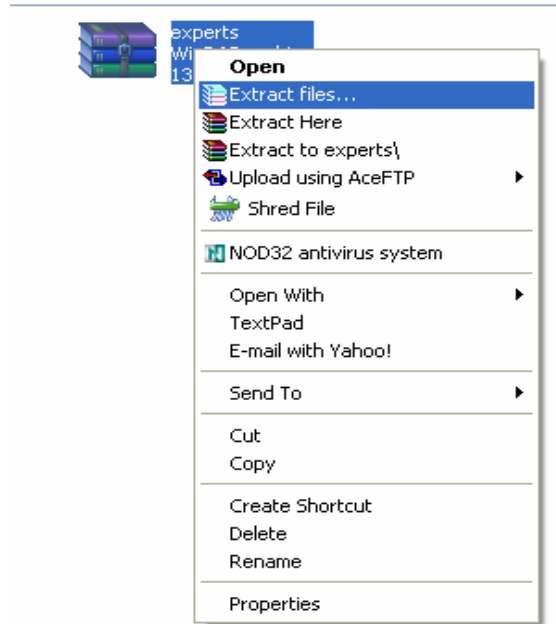 experts
13
Open
Extract files...
Extract Here
Extract to experts\
Upload using AceFTP
Shred File
NOD32 antivirus system
Open With
TextPad
E-mail with Yahoo!
Send To
Cut
Copy
Create Shortcut
Delete
Rename
Properties